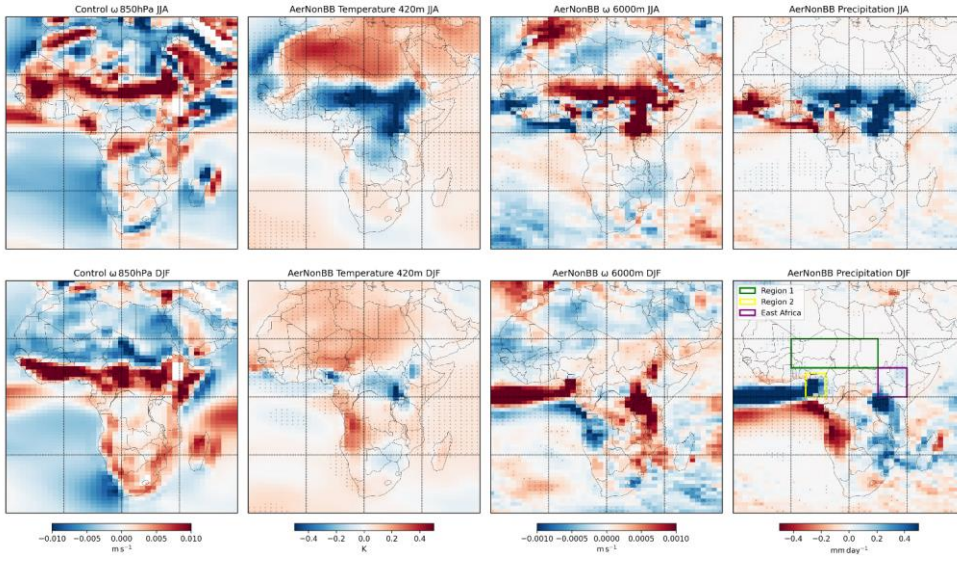 Control ω 850hPa JJA
AerNonBB Temperature 420m JJA
AerNonBB ω 6000m JJA
AerNonBB Precipitation JJA
Control ω 850hPa DJF
AerNonBB Temperature 420m DJF
AerNonBB ω 6000m DJF
AerNonBB Precipitation DJF
Region 1
Region 2
East Africa
−0.010 −0.005 0.000 0.005 0.010
m s⁻¹
−0.4 −0.2 0.0 0.2 0.4
K
−0.0010 −0.0005 0.0000 0.0005 0.0010
m s⁻¹
−0.4 −0.2 0.0 0.2 0.4
mm day⁻¹